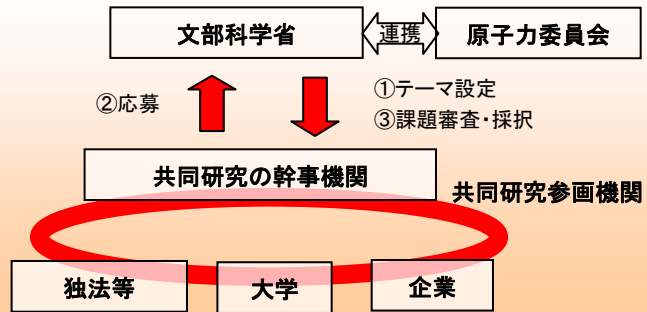 文部科学省
連携
原子力委員会
②応募
①テーマ設定
③課題審査・採択
共同研究の幹事機関
共同研究参画機関
独法等
大学
企業